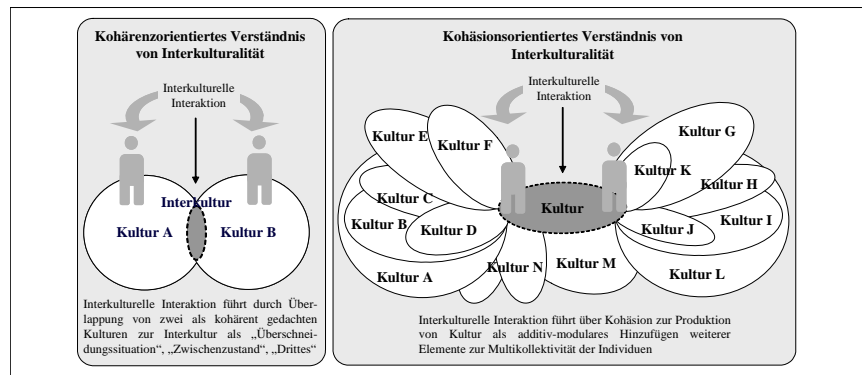 Kohärenzorientiertes Verständnis
von Interkulturalität
Interkulturelle
Interaktion
Interkultur
Kultur A
Kultur B
Interkulturelle Interaktion führt durch Über-
lappung von zwei als kohärent gedachten
Kulturen zur Interkultur als „Überschnei-
dungssituation“, „Zwischenzustand“, „Drittes“
Kohäsionsorientiertes Verständnis von
Interkulturalität
Interkulturelle
Interaktion
Kultur E
Kultur F
Kultur G
Kultur K
Kultur C
Kultur H
Kultur B
Kultur
Kultur I
Kultur D
Kultur J
Kultur A
Kultur N
Kultur M
Kultur L
Interkulturelle Interaktion führt über Kohäsion zur Produktion
von Kultur als additiv-modulares Hinzufügen weiterer
Elemente zur Multikollektivität der Individuen